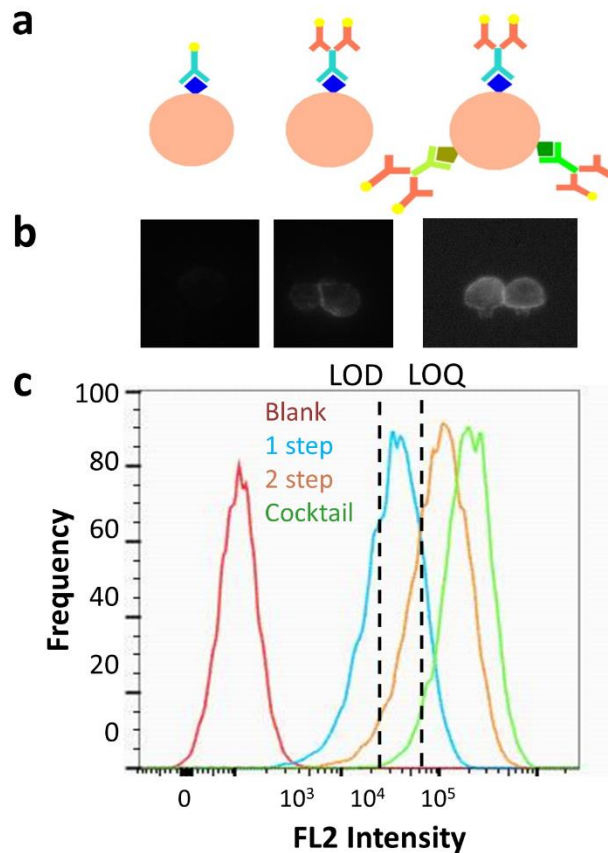 a
b
c
LOD LOQ
100
80
60
40
20
0
Blank
1 step
2 step
Cocktail
Frequency
0 10³ 10⁴ 10⁵
FL2 Intensity